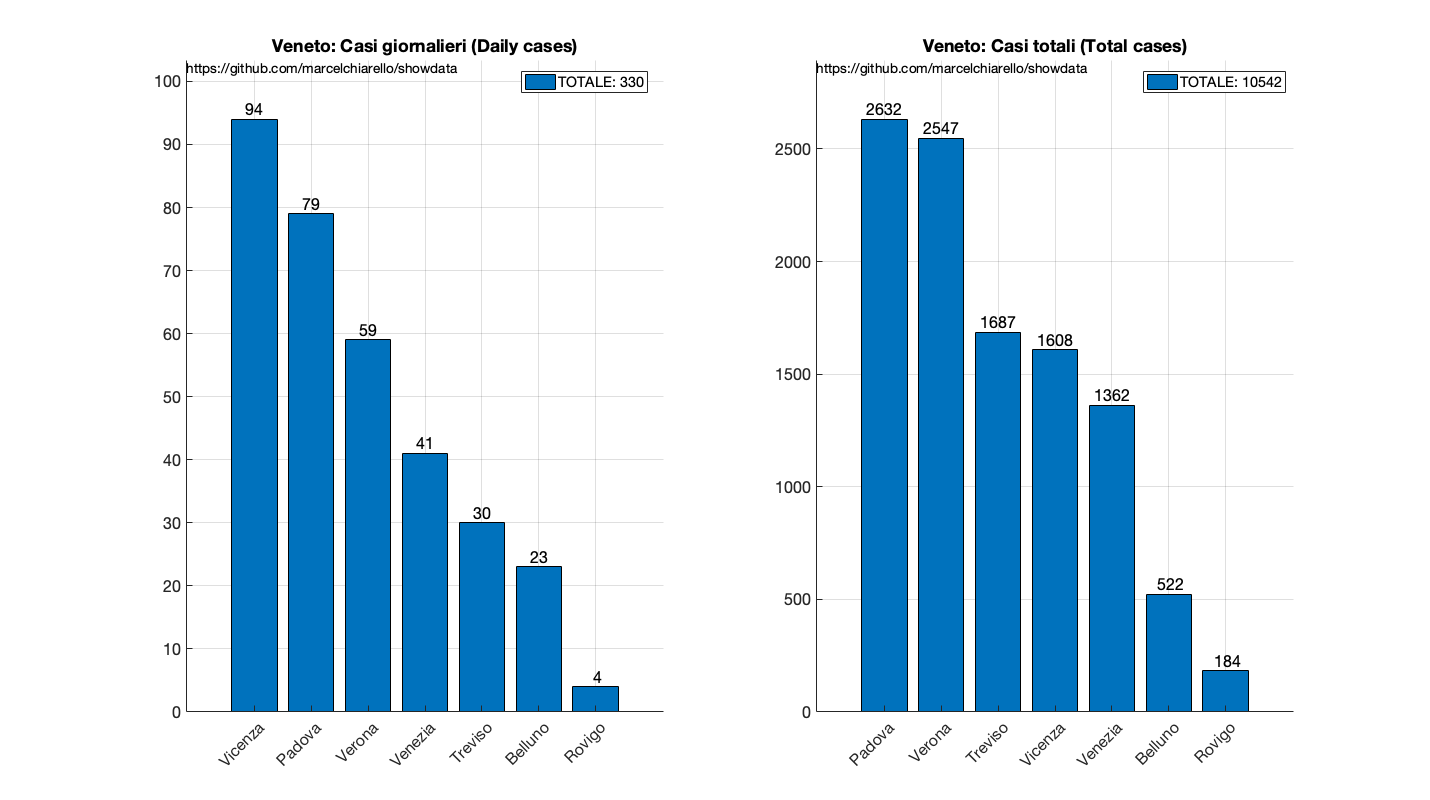 Veneto: Casi giornalieri (Daily cases)
https://github.com/marcelchiarello/showdata
TOTALE: 330
100
90
80
70
60
50
40
30
20
10
0
94
79
59
41
30
23
4
Vicenza
Padova
Verona
Venezia
Treviso
Belluno
Rovigo
Veneto: Casi totali (Total cases)
https://github.com/marcelchiarello/showdata
TOTALE: 10542
2500
2000
1500
1000
500
0
2632
2547
1687
1608
1362
522
184
Padova
Verona
Treviso
Vicenza
Venezia
Belluno
Rovigo